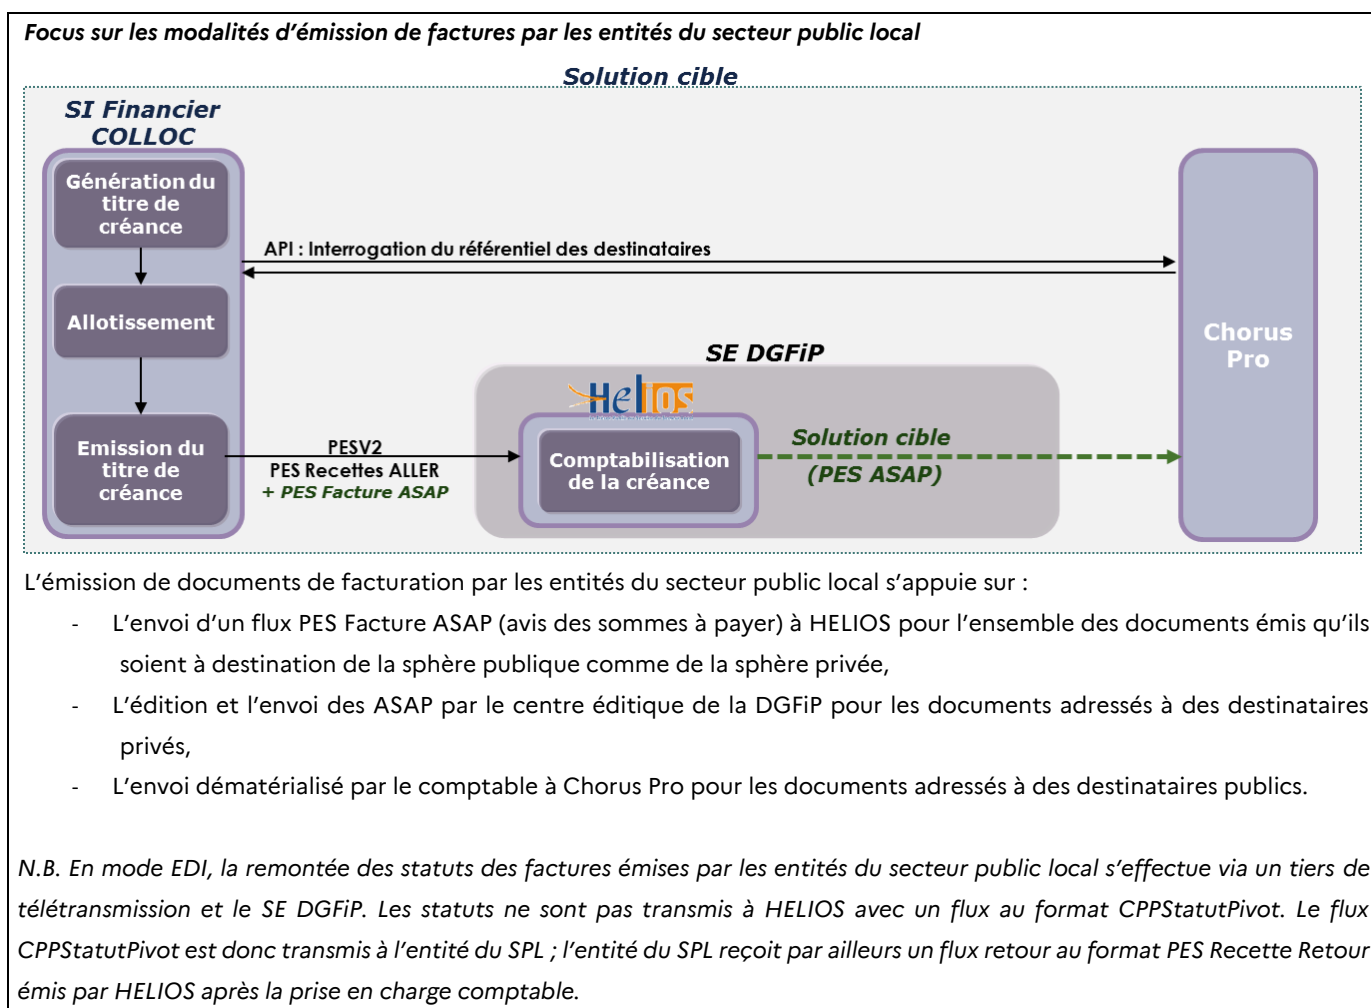 Focus sur les modalités d’émission de factures par les entités du secteur public local
Solution cible
SI Financier
COLLOC
Génération du
titre de
créance
API : Interrogation du référentiel des destinataires
Allotissement
Chorus
Pro
SE DGFiP
Helios
Emission du
titre de
créance
PESV2
PES Recettes ALLER
+ PES Facture ASAP
Comptabilisation
de la créance
Solution cible
(PES ASAP)
L’émission de documents de facturation par les entités du secteur public local s’appuie sur :
- L’envoi d’un flux PES Facture ASAP (avis des sommes à payer) à HELIOS pour l’ensemble des documents émis qu’ils
soient à destination de la sphère publique comme de la sphère privée,
- L’édition et l’envoi des ASAP par le centre éditique de la DGFiP pour les documents adressés à des destinataires
privés,
- L’envoi dématérialisé par le comptable à Chorus Pro pour les documents adressés à des destinataires publics.
N.B. En mode EDI, la remontée des statuts des factures émises par les entités du secteur public local s’effectue via un tiers de
télétransmission et le SE DGFiP. Les statuts ne sont pas transmis à HELIOS avec un flux au format CPPStatutPivot. Le flux
CPPStatutPivot est donc transmis à l’entité du SPL ; l’entité du SPL reçoit par ailleurs un flux retour au format PES Recette Retour
émis par HELIOS après la prise en charge comptable.